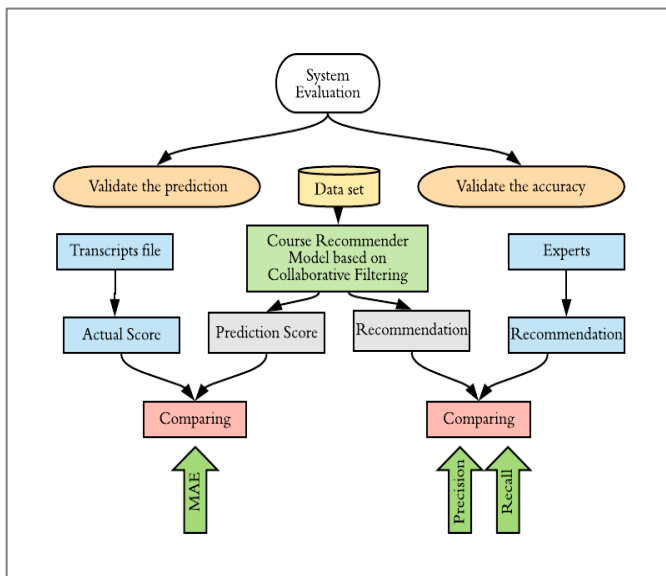 System
Evaluation
Validate the prediction
Data set
Validate the accuracy
Transcripts file
Course Recommender
Model based on
Collaborative Filtering
Experts
Actual Score
Prediction Score
Recommendation
Recommendation
Comparing
Comparing
MAE
Precision
Recall